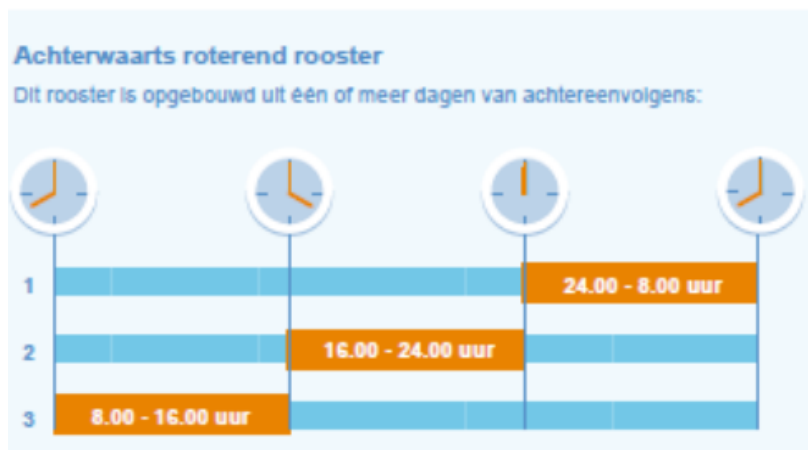 Achterwaarts roterend rooster
Dit rooster is opgebouwd uit één of meer dagen van achtereenvolgens:
1
24.00 - 8.00 uur
2
16.00 - 24.00 uur
3
8.00 - 16.00 uur